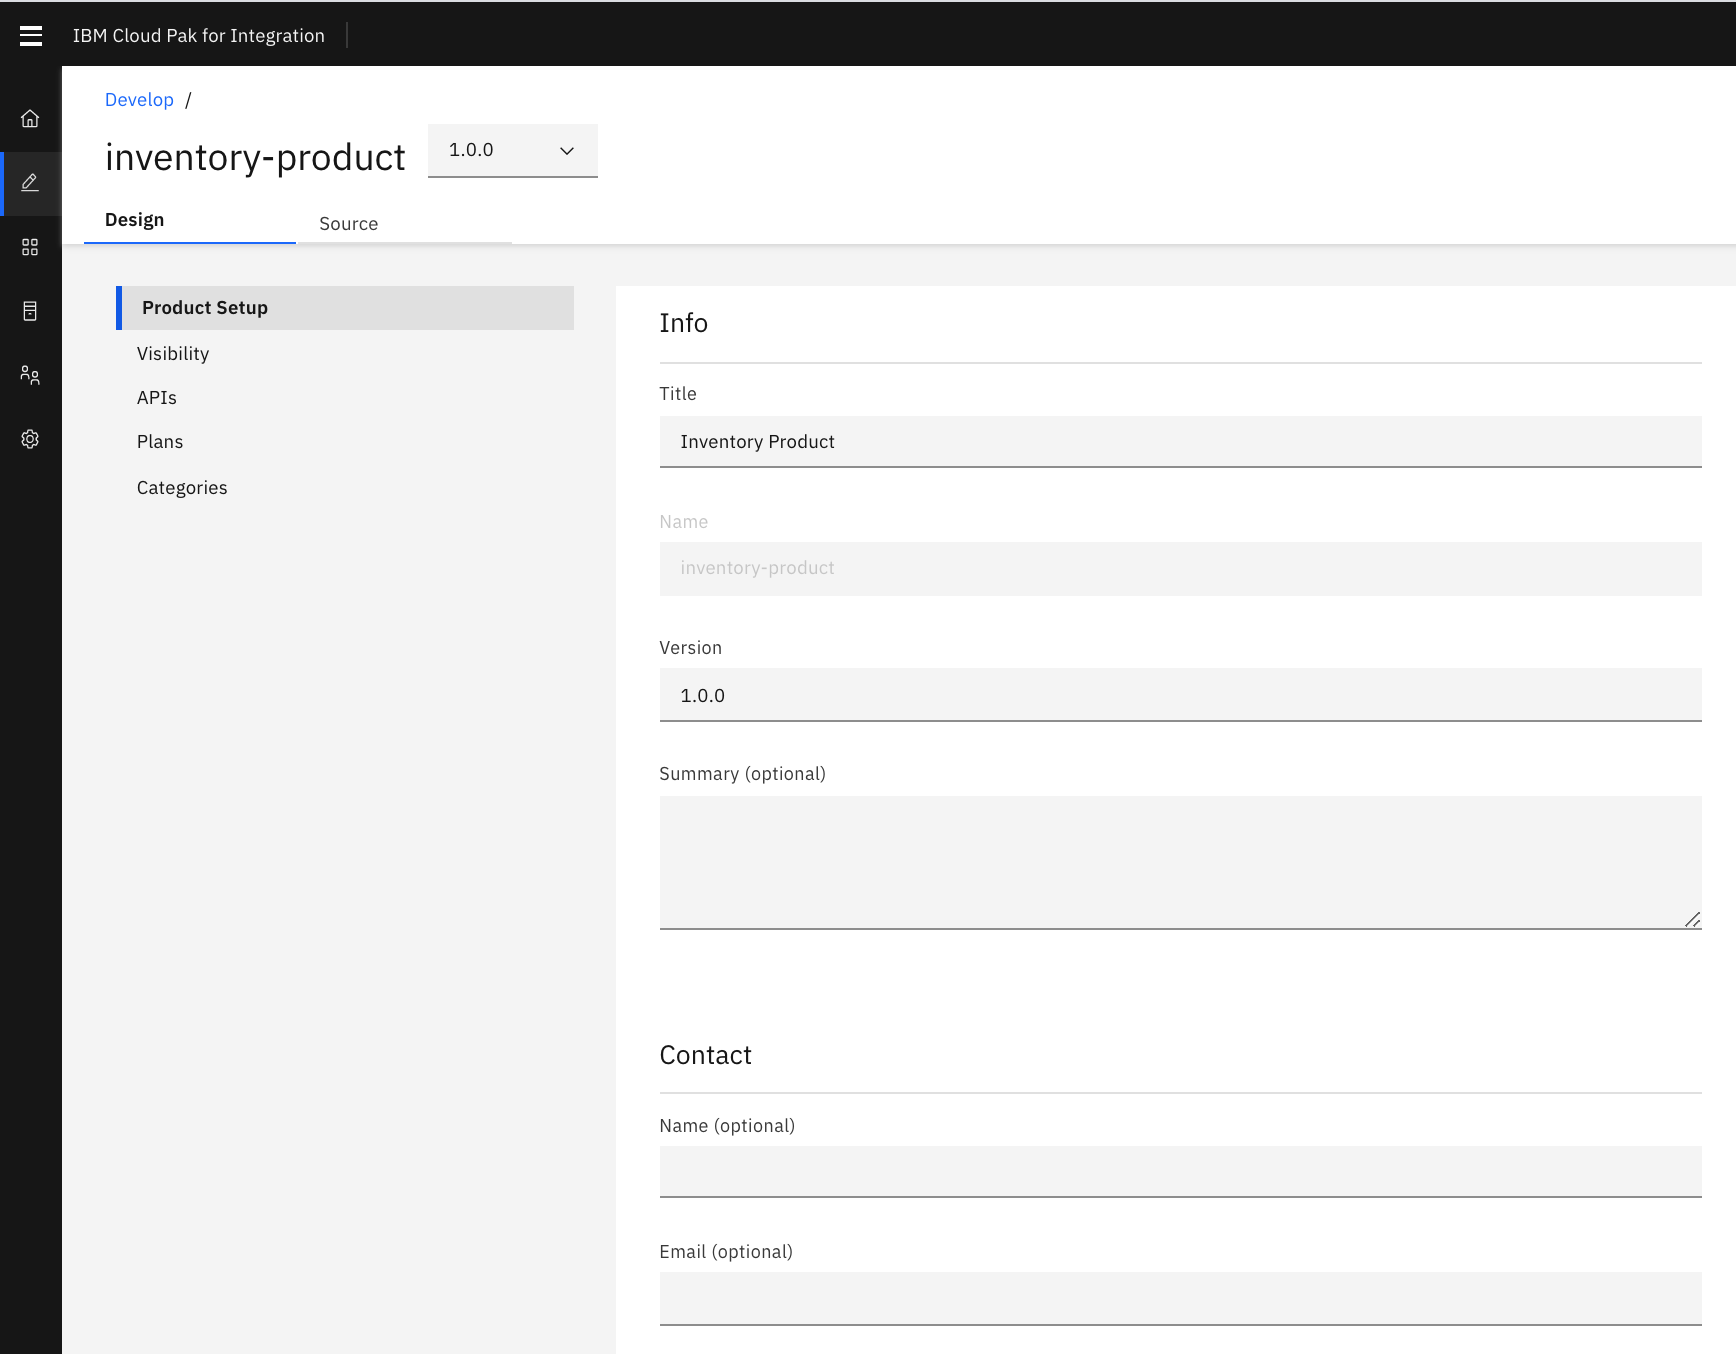 IBM Cloud Pak for Integration
Develop /
inventory-product
1.0.0
Design
Source
Product Setup
Visibility
APIs
Plans
Categories
Info
Title
Inventory Product
Name
inventory-product
Version
1.0.0
Summary (optional)
Contact
Name (optional)
Email (optional)